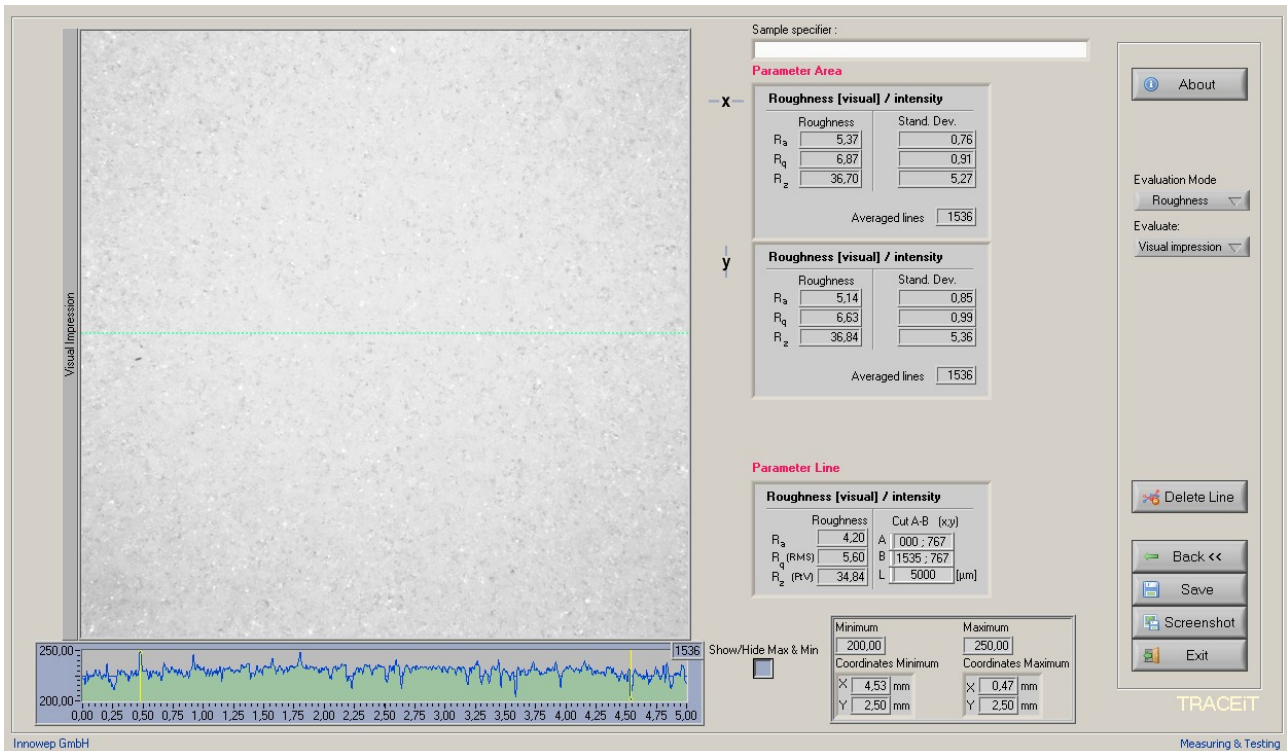 Sample specifier :
Parameter Area
x
Roughness [visual] / intensity
Roughness Stand. Dev.
Ra 5,37 0,76
Rq 6,87 0,91
Rz 36,70 5,27
Averaged lines 1536
y
Roughness [visual] / intensity
Roughness Stand. Dev.
Ra 5,14 0,85
Rq 6,63 0,99
Rz 36,84 5,36
Averaged lines 1536
Visual Impression
Parameter Line
Roughness [visual] / intensity
Roughness Cut A-B (x;y)
Ra 4,20 A 000 ; 767
Rq (RMS) 5,60 B 1535 ; 767
Rz (PtV) 34,84 L 5000 [µm]
250,00
200,00
1536
0,00 0,25 0,50 0,75 1,00 1,25 1,50 1,75 2,00 2,25 2,50 2,75 3,00 3,25 3,50 3,75 4,00 4,25 4,50 4,75 5,00
Show/Hide Max & Min
Minimum Maximum
200,00 250,00
Coordinates Minimum Coordinates Maximum
X 4,53 mm X 0,47 mm
Y 2,50 mm Y 2,50 mm
About
Evaluation Mode
Roughness
Evaluate:
Visual impression
Delete Line
Back <<
Save
Screenshot
Exit
TRACEiT
Innowep GmbH
Measuring & Testing